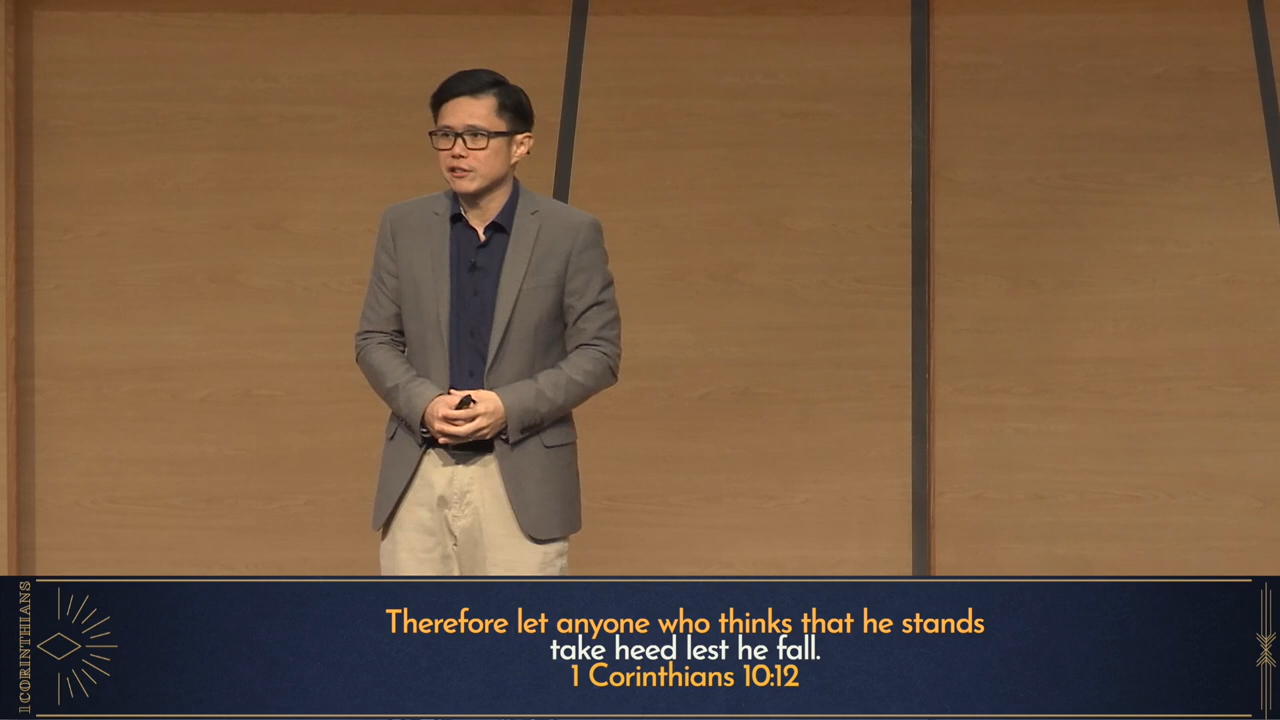 Therefore let anyone who thinks that he stands
take heed lest he fall.
1 Corinthians 10:12
1 CORINTHIANS